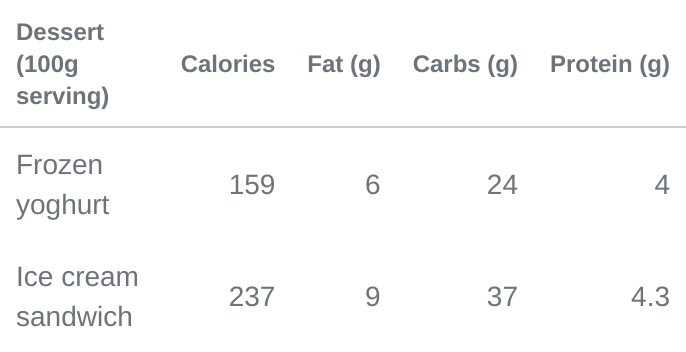 Dessert
(100g
serving) Calories Fat (g) Carbs (g) Protein (g)
Frozen
yoghurt 159 6 24 4
Ice cream
sandwich 237 9 37 4.3